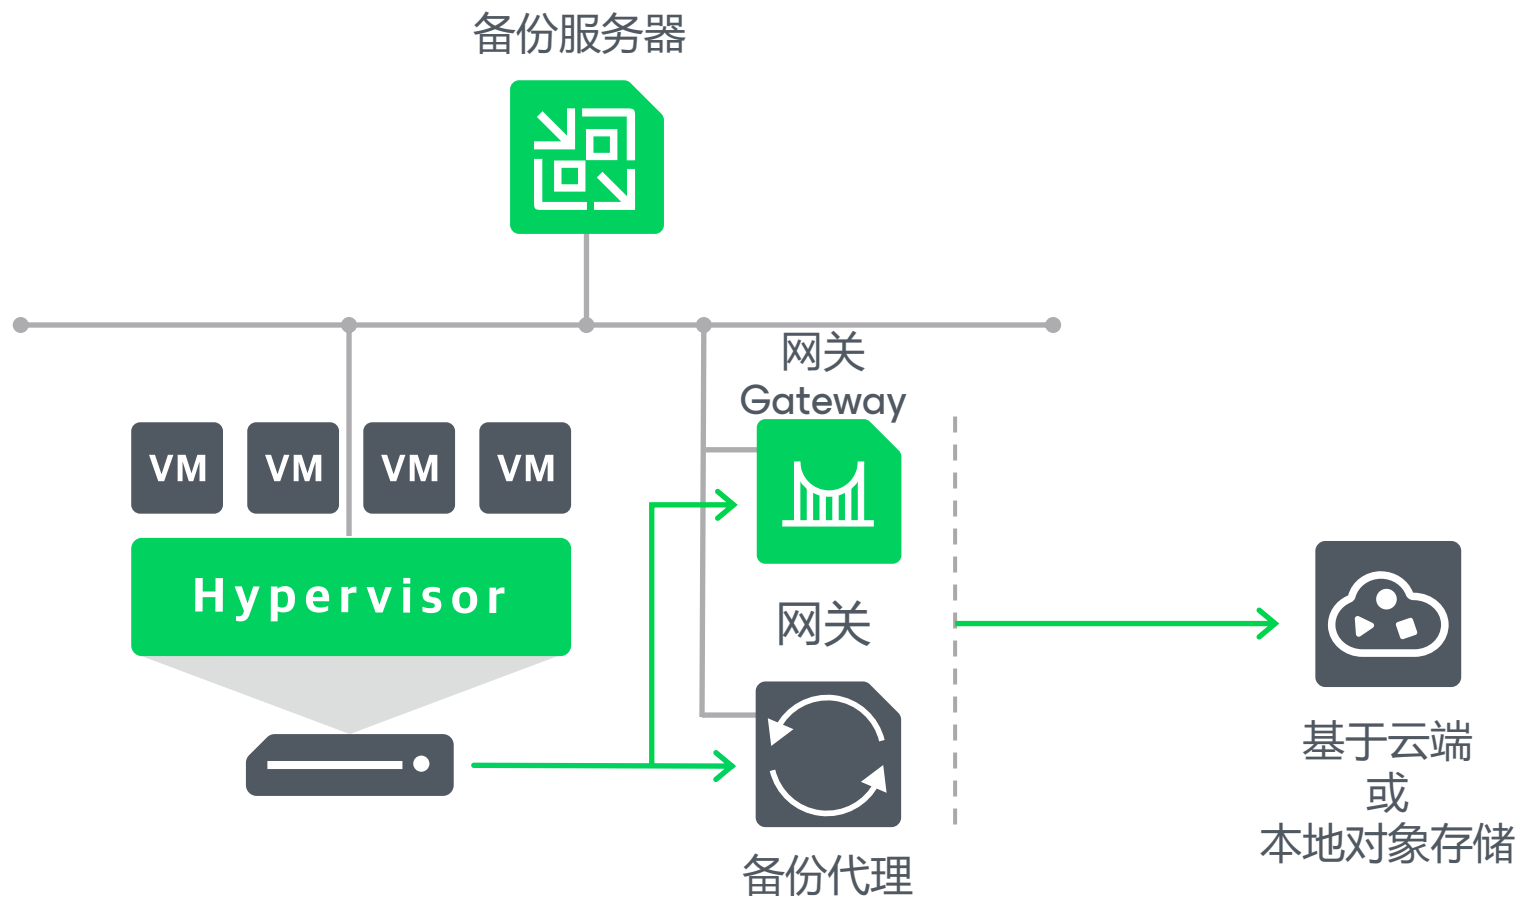 备份服务器
网关
Gateway
VM
VM
VM
VM
Hypervisor
网关
备份代理
基于云端
或
本地对象存储